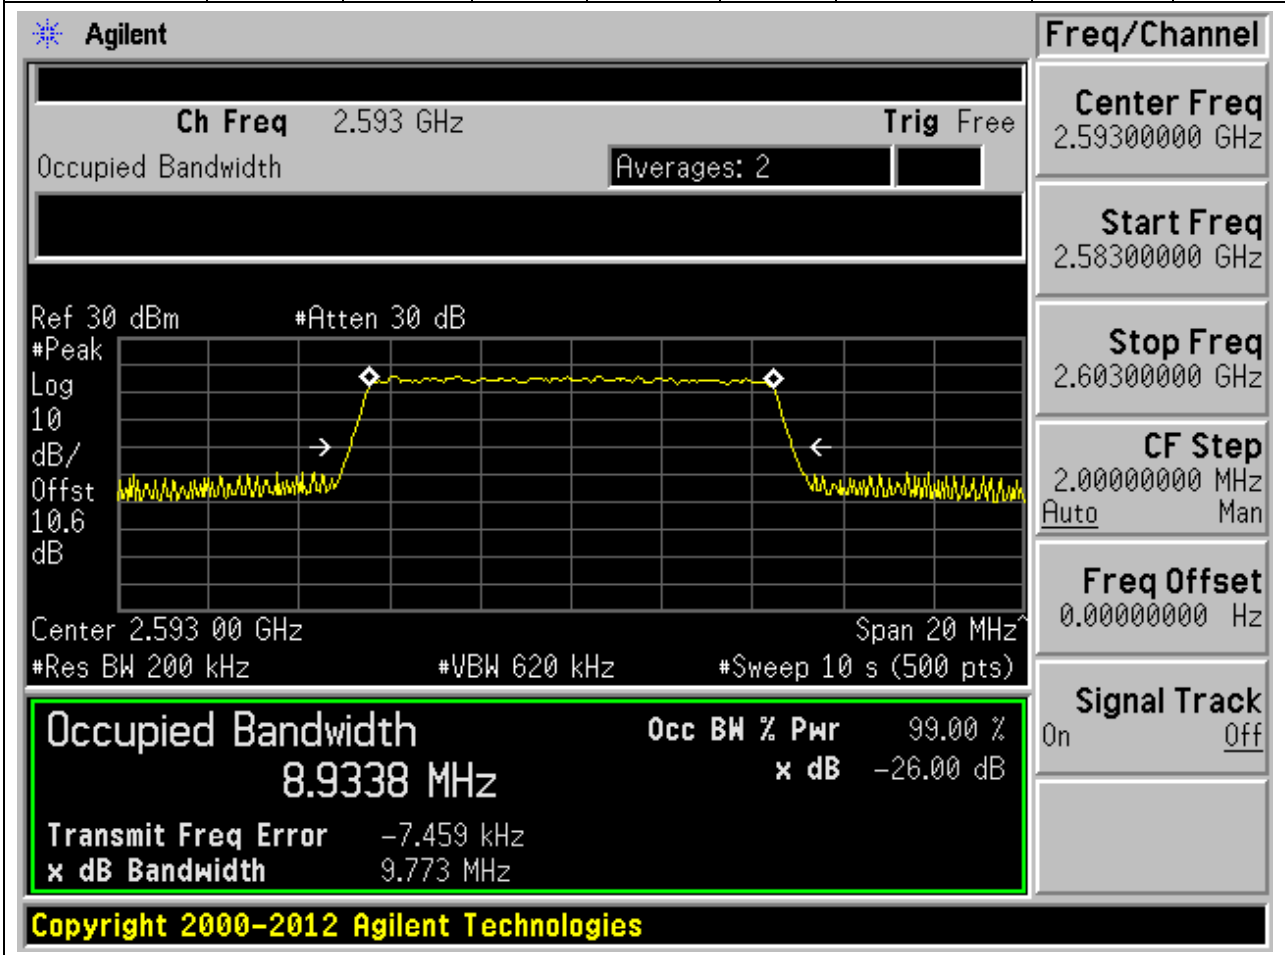 Agilent
Freq/Channel
Ch Freq 2.593 GHz Trig Free
Occupied Bandwidth Averages: 2
Center Freq
2.59300000 GHz
Start Freq
2.58300000 GHz
Stop Freq
2.60300000 GHz
CF Step
2.00000000 MHz
Auto Man
Freq Offset
0.00000000 Hz
Signal Track
On Off
Ref 30 dBm #Atten 30 dB
#Peak
Log
10
dB/
Offst
10.6
dB
Center 2.593 00 GHz Span 20 MHz^
#Res BW 200 kHz #VBW 620 kHz #Sweep 10 s (500 pts)
Occupied Bandwidth Occ BW % Pwr 99.00 %
8.9338 MHz x dB -26.00 dB
Transmit Freq Error -7.459 kHz
x dB Bandwidth 9.773 MHz
Copyright 2000-2012 Agilent Technologies